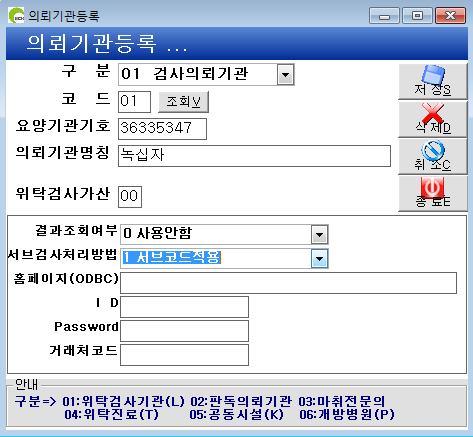 의뢰기관등록
의뢰기관등록 ...
구 분 01 검사의뢰기관
저 장S
코 드 01 조회V
삭 제D
요양기관기호 36335347
의뢰기관명칭 녹십자
취 소C
위탁검사가산 00
종 료E
결과조회여부 0 사용안함
서브검사처리방법 1 서브코드적용
홈페이지(ODBC)
I D
Password
거래처코드
안내
구분=> 01:위탁검사기관(L) 02:판독의뢰기관 03:마취전문의
04:위탁진료(T) 05:공동시설(K) 06:개방병원(P)